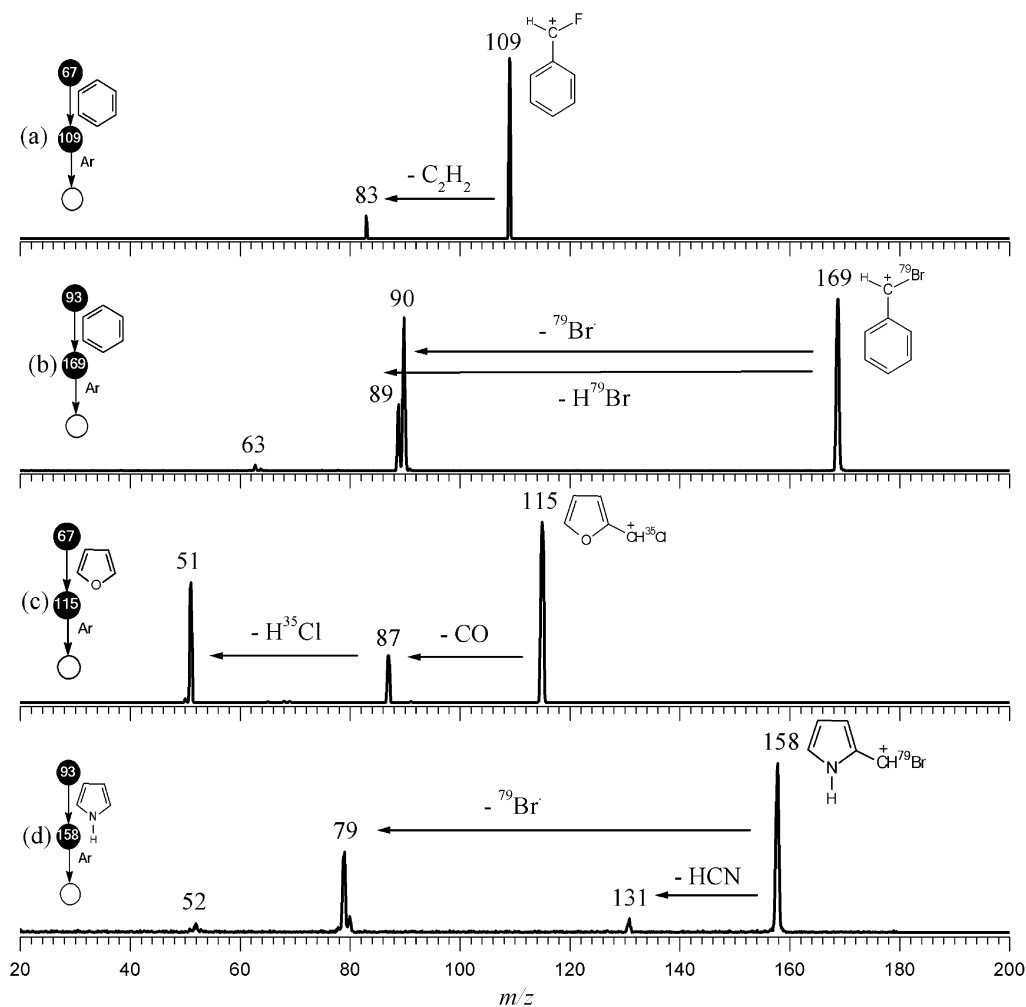 67
(a)
109
Ar
83
- C2H2
109
H
+
C
F
93
(b)
169
Ar
63
89
90
- 79Br·
- H79Br
169
H
+
C
79Br
67
O
(c)
115
Ar
51
- H35Cl
87
- CO
115
O
+
CH35Cl
93
N
H
(d)
158
Ar
52
79
- 79Br·
131
- HCN
158
N
H
+
CH79Br
20 40 60 80 100 120 140 160 180 200
m/z